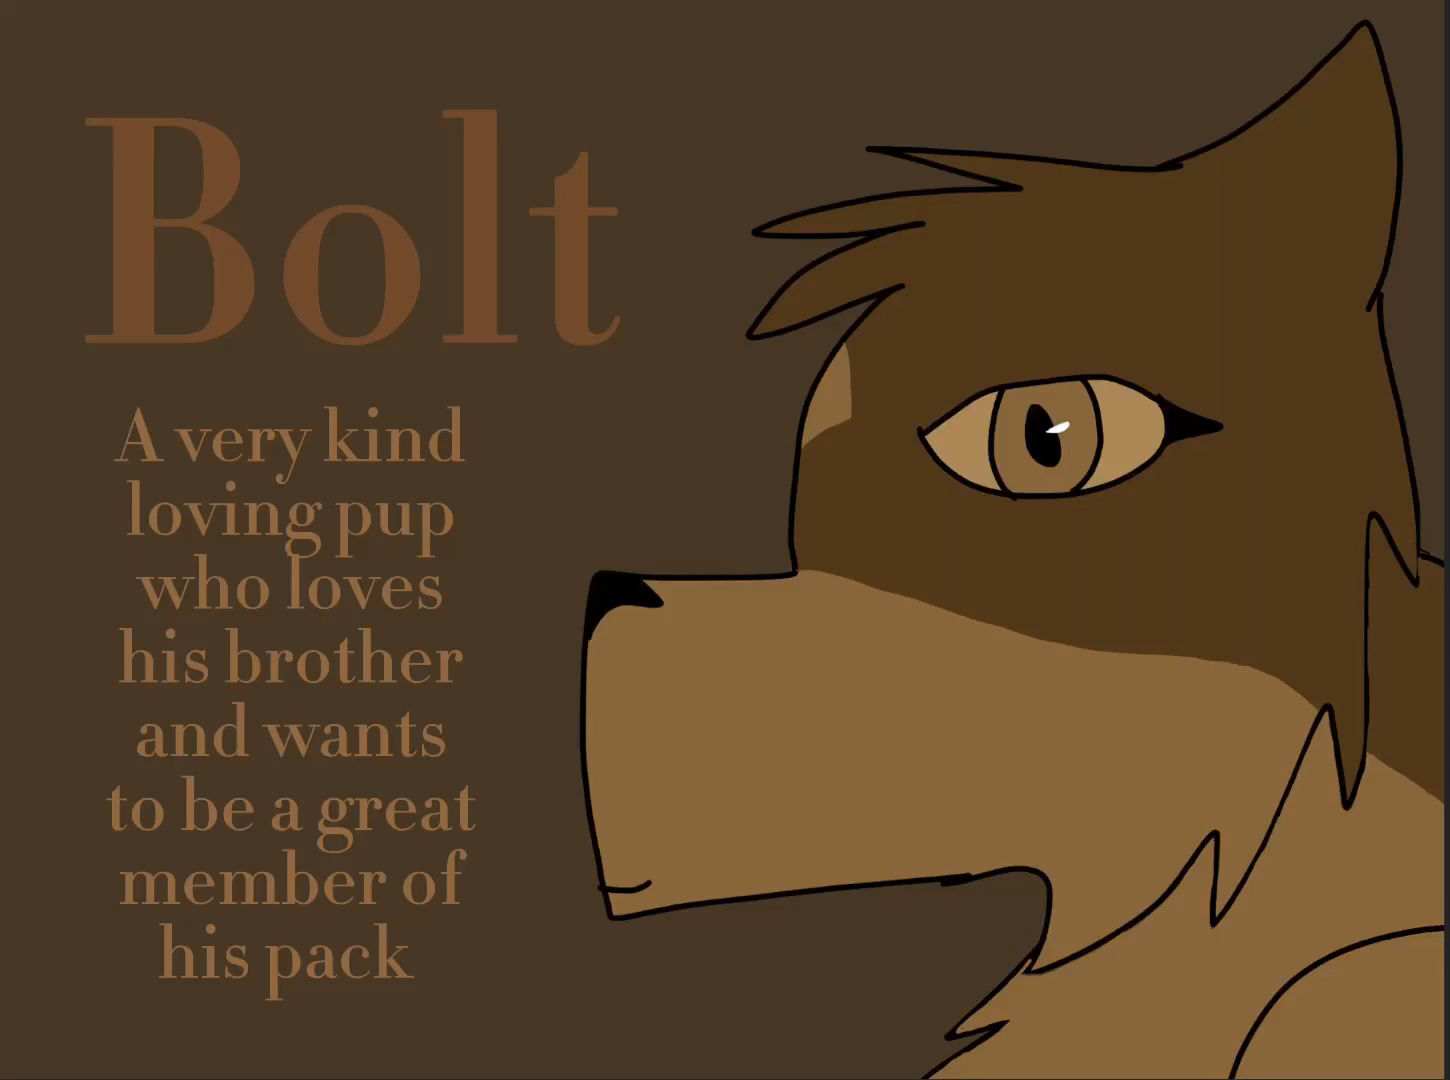 Bolt
A very kind
loving pup
who loves
his brother
and wants
to be a great
member of
his pack